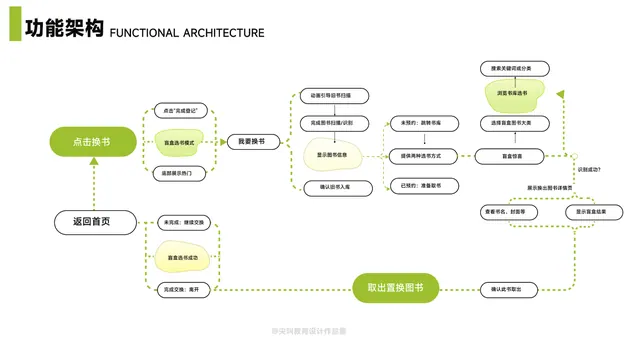 功能架构 FUNCTIONAL ARCHITECTURE
点击换书
点击“完成登记”
盲盒选书模式
底部展示热门
我要换书
动画引导旧书扫描
完成图书扫描/识别
显示图书信息
确认旧书入库
未预约：跳转书库
提供两种选书方式
已预约：准备取书
搜索关键词或分类
浏览书库选书
选择盲盒图书大类
盲盒惊喜
识别成功？
展示换出图书详情页
查看书名、封面等
显示盲盒结果
返回首页
未完成：继续交换
盲盒选书成功
完成交换：离开
取出置换图书
确认此书取出